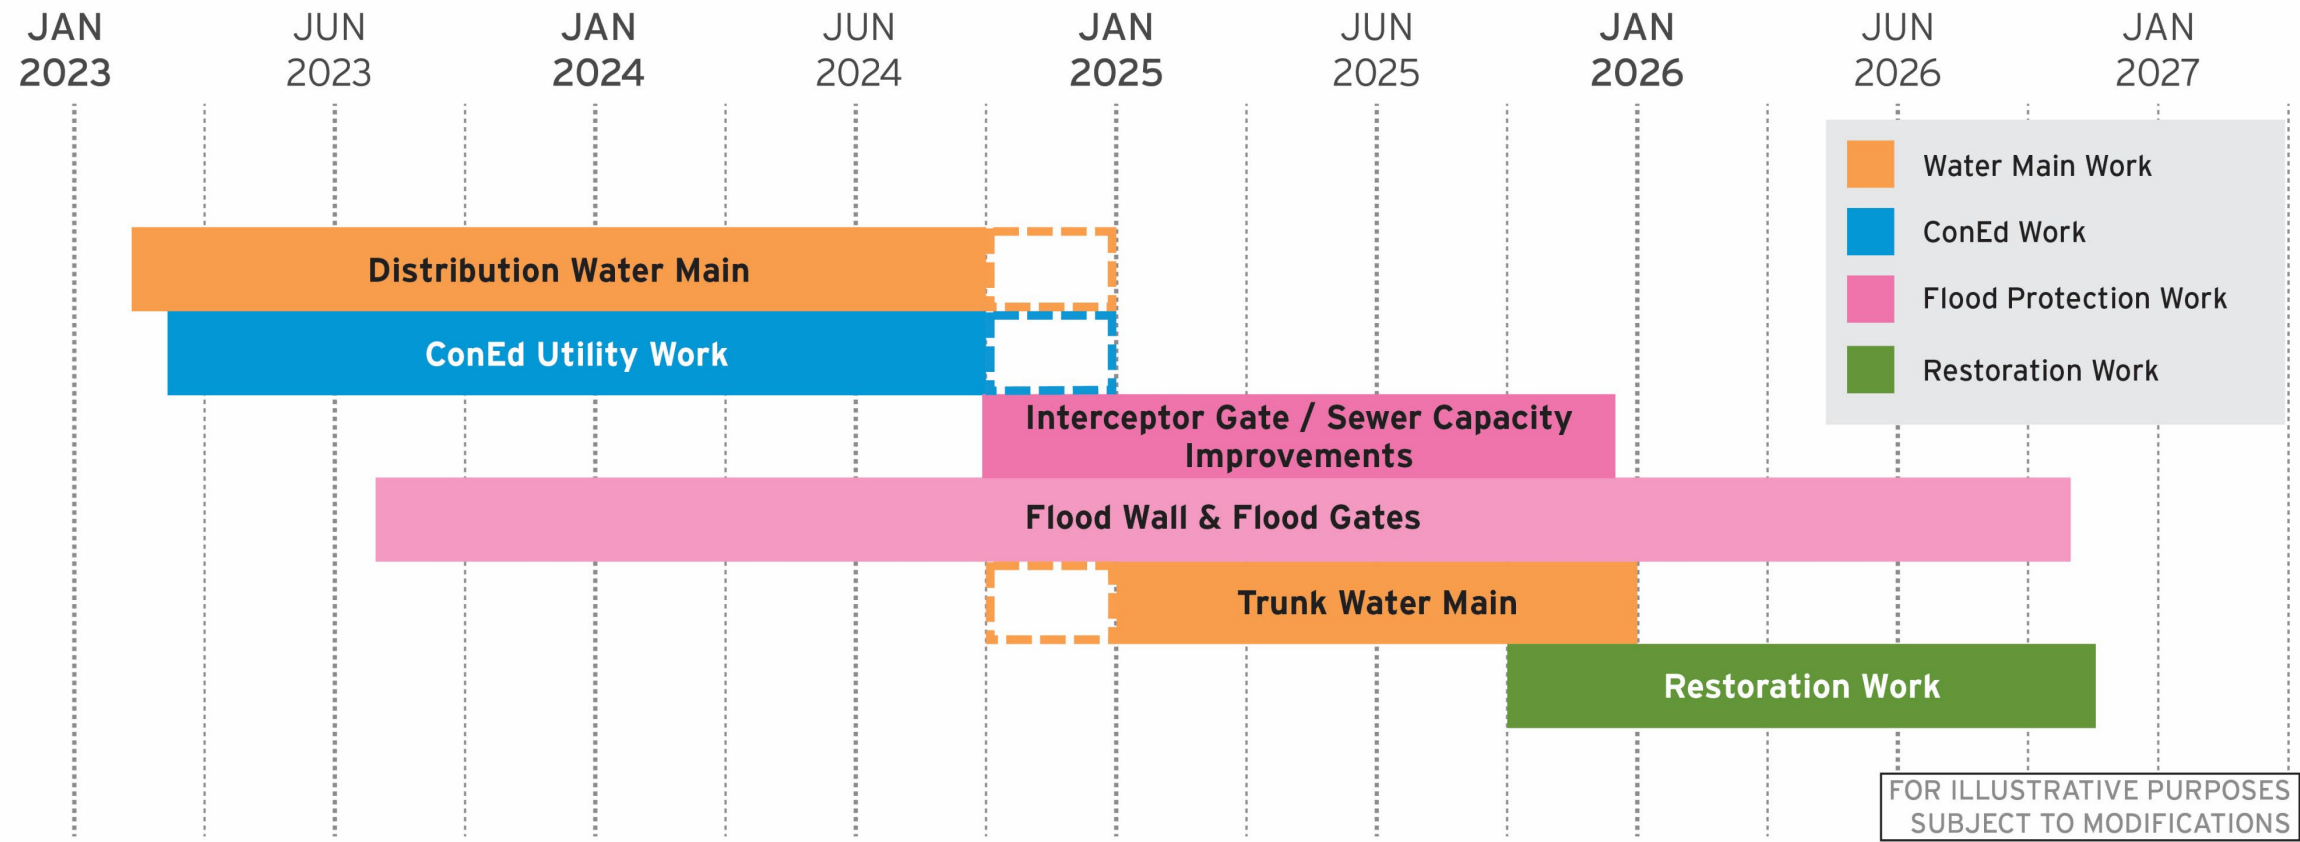 JAN JUN JAN JUN JAN JUN JAN JUN JAN
2023 2023 2024 2024 2025 2025 2026 2026 2027
Water Main Work
ConEd Work
Flood Protection Work
Restoration Work
Distribution Water Main
ConEd Utility Work
Interceptor Gate / Sewer Capacity
Improvements
Flood Wall & Flood Gates
Trunk Water Main
Restoration Work
FOR ILLUSTRATIVE PURPOSES
SUBJECT TO MODIFICATIONS